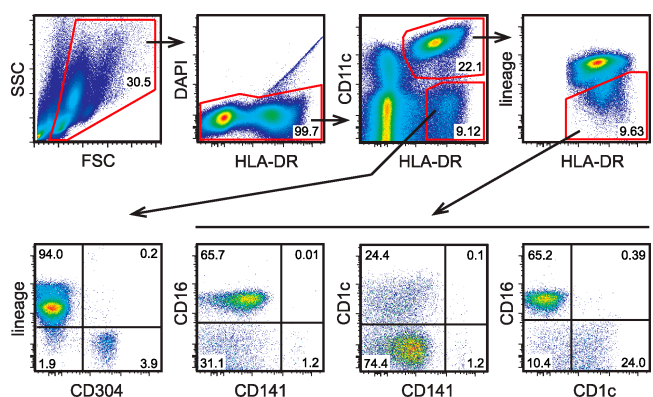 SSC
30.5
FSC
DAPI
99.7
HLA-DR
CD11c
22.1
9.12
HLA-DR
lineage
9.63
HLA-DR
lineage
94.0 0.2
1.9 3.9
CD304
CD16
65.7 0.01
31.1 1.2
CD141
CD1c
24.4 0.1
74.4 1.2
CD141
CD16
65.2 0.39
10.4 24.0
CD1c